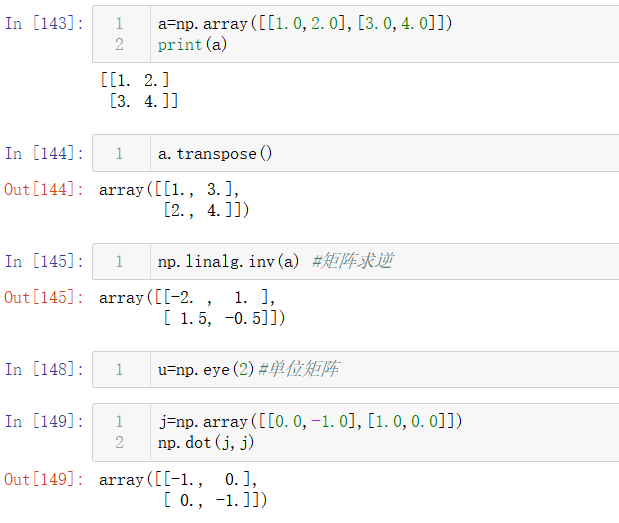 In [143]: 1 a=np.array([[1.0,2.0],[3.0,4.0]])
2 print(a)
[[1. 2.]
 [3. 4.]]
In [144]: 1 a.transpose()
Out[144]: array([[1., 3.],
       [2., 4.]])
In [145]: 1 np.linalg.inv(a) #矩阵求逆
Out[145]: array([[-2. ,  1. ],
       [ 1.5, -0.5]])
In [148]: 1 u=np.eye(2)#单位矩阵
In [149]: 1 j=np.array([[0.0,-1.0],[1.0,0.0]])
2 np.dot(j,j)
Out[149]: array([[-1.,  0.],
       [ 0., -1.]])